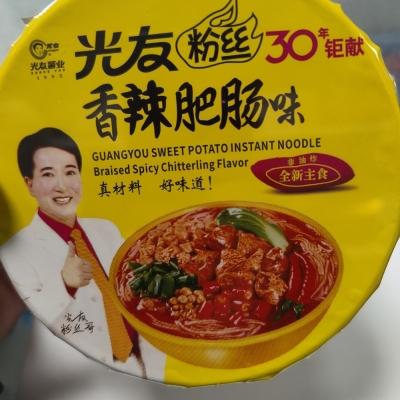 光友薯业
1992
光友粉丝 30年钜献
香辣肥肠味
GUANGYOU SWEET POTATO INSTANT NOODLE
Braised Spicy Chitterling Flavor
真材料 好味道!
非油炸
全新主食
光友
粉丝哥